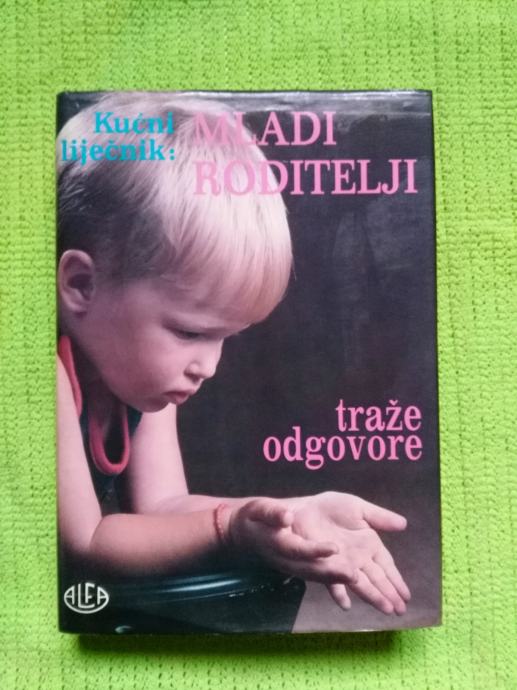 Kućni
liječnik:
MLADI
RODITELJI
traže
odgovore
ALFA